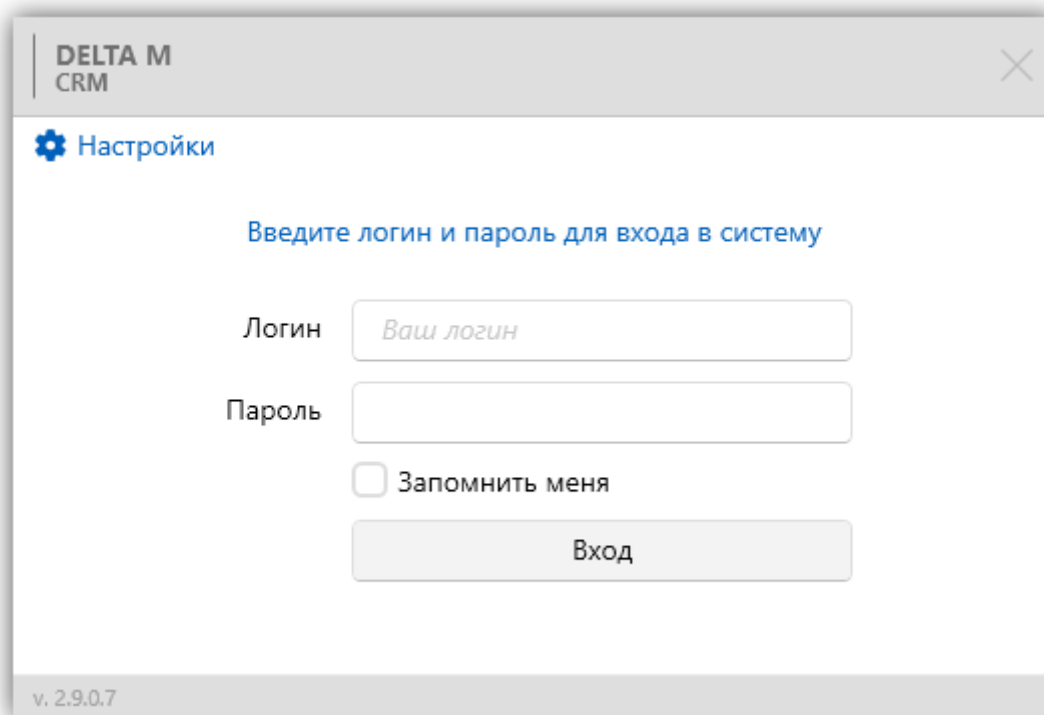 DELTA M
CRM
Настройки
Введите логин и пароль для входа в систему
Логин
Ваш логин
Пароль
Запомнить меня
Вход
v. 2.9.0.7